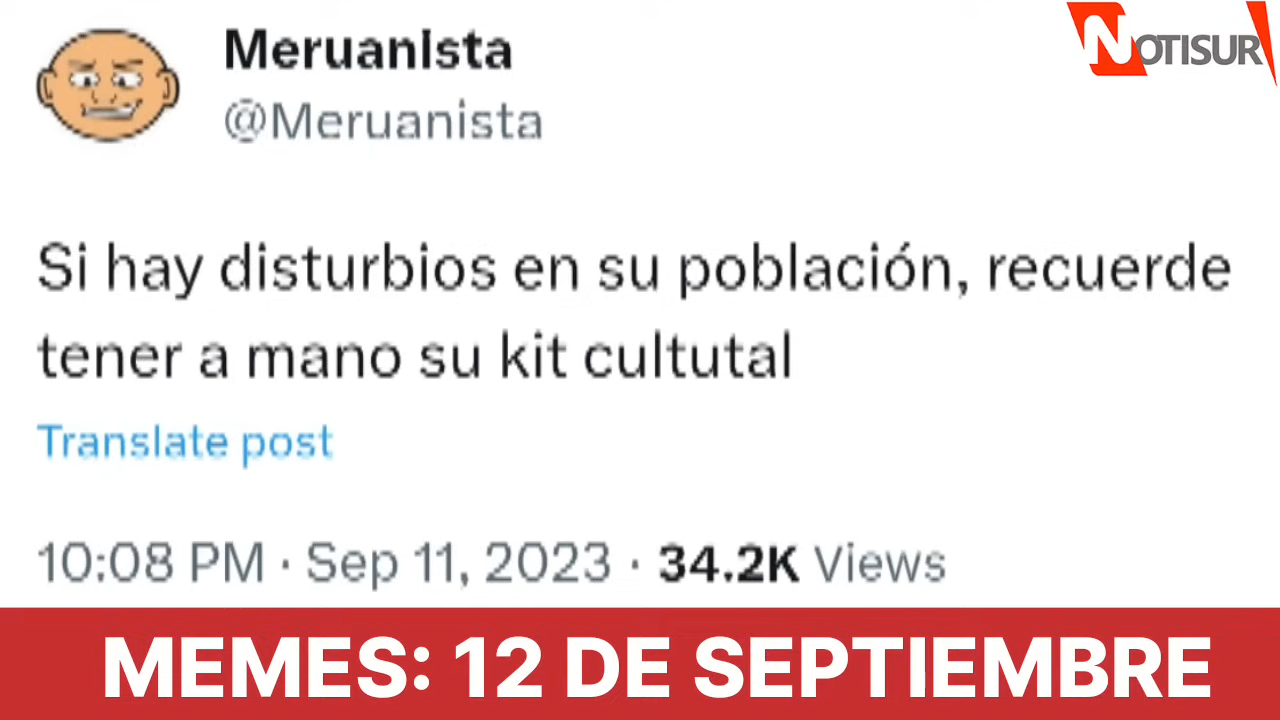 MeruanIsta
NOTISUR
@Meruanista
Si hay disturbios en su población, recuerde
tener a mano su kit cultutal
Translate post
10:08 PM · Sep 11, 2023 · 34.2K Views
MEMES: 12 DE SEPTIEMBRE